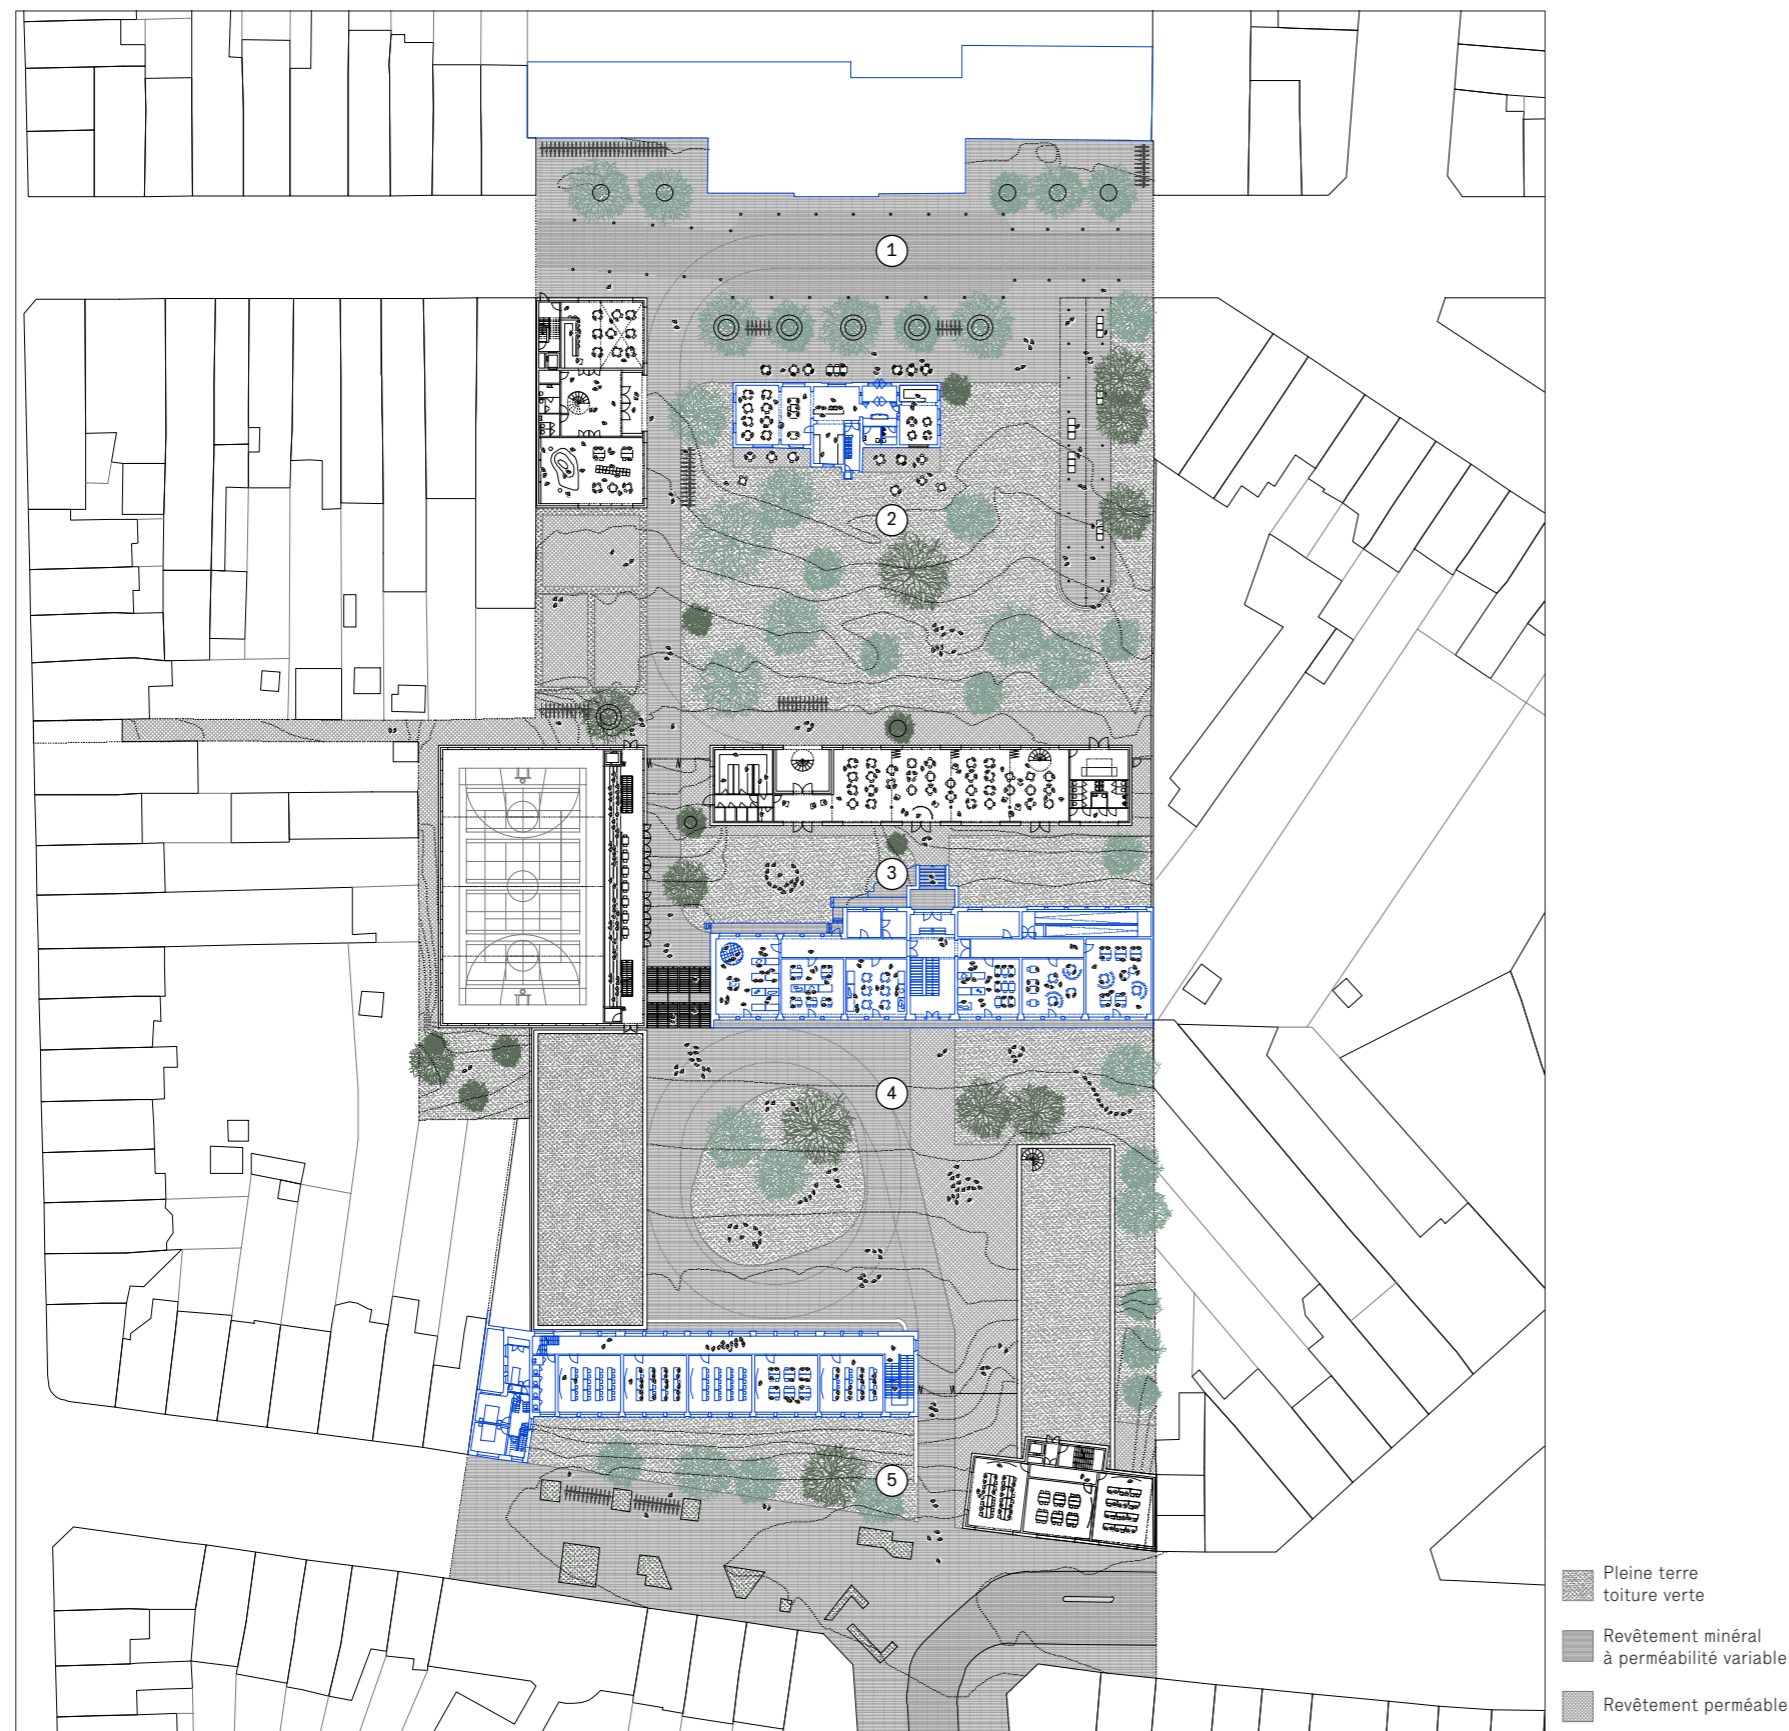 1
2
3
4
5
Pleine terre
toiture verte
Revêtement minéral
à perméabilité variable
Revêtement perméable